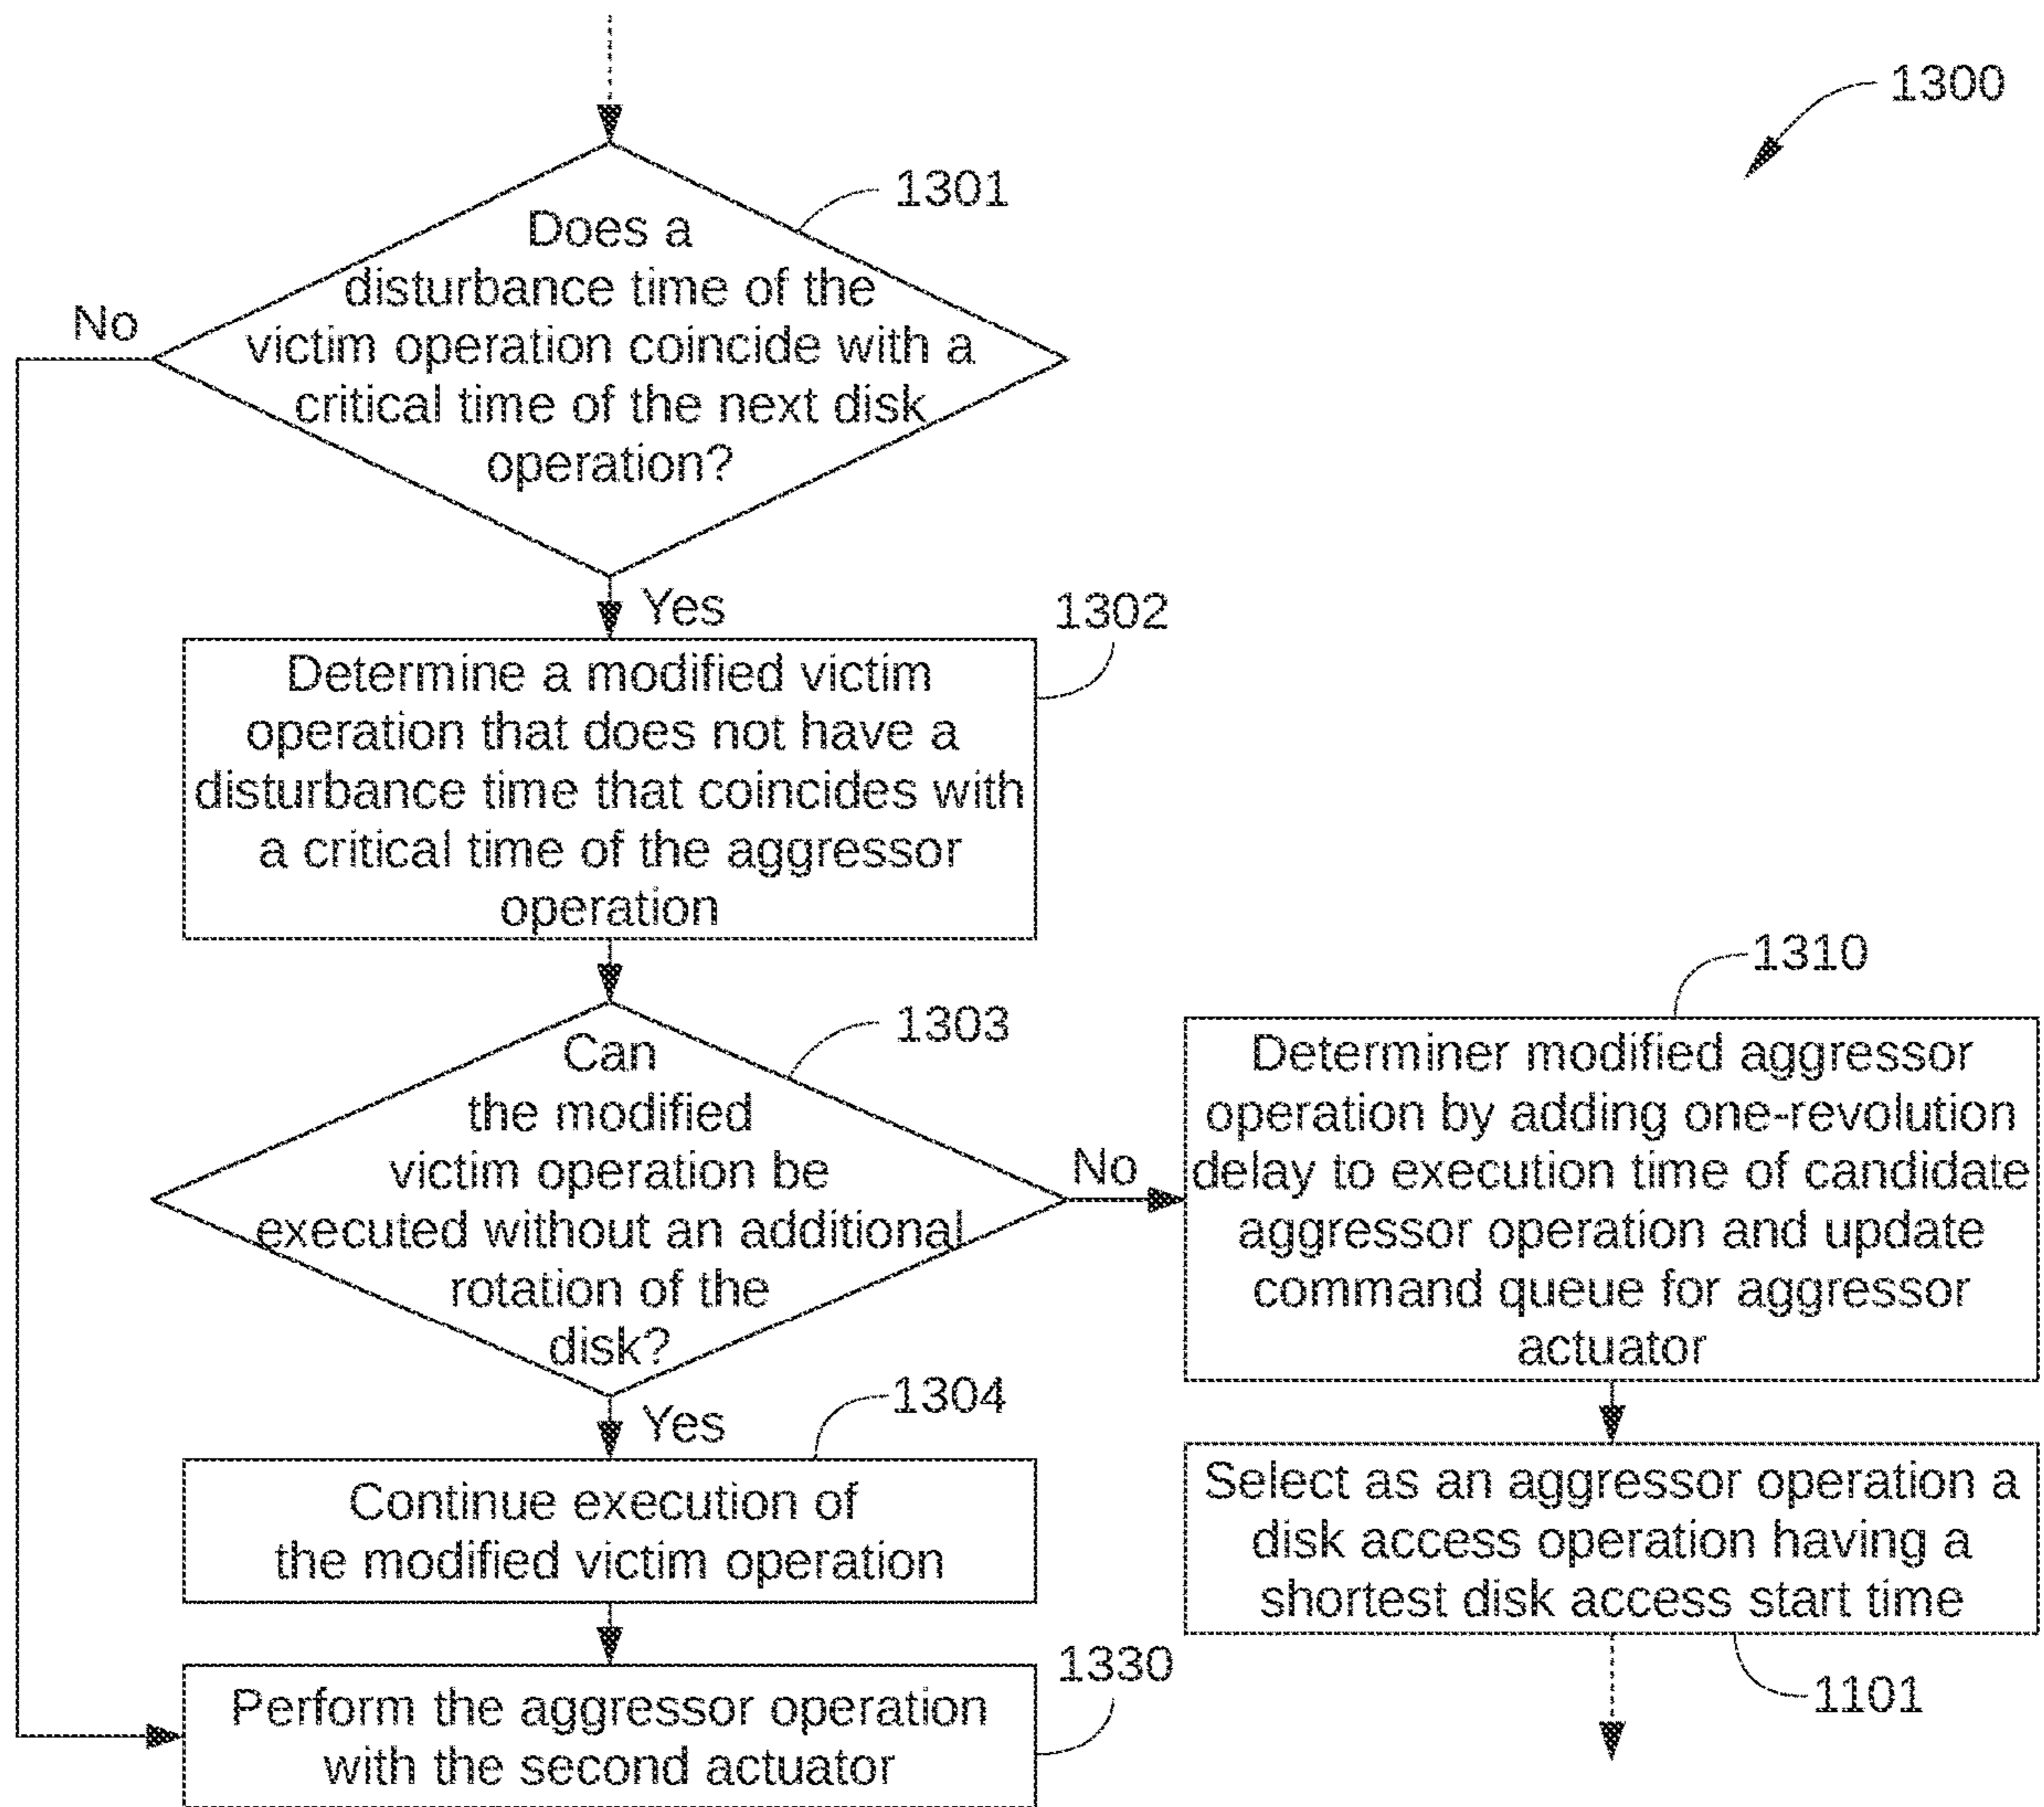 1300
1301
Does a
disturbance time of the
victim operation coincide with a
critical time of the next disk
operation?
No
Yes
1302
Determine a modified victim
operation that does not have a
disturbance time that coincides with
a critical time of the aggressor
operation
1303
Can
the modified
victim operation be
executed without an additional
rotation of the
disk?
No
Yes
1310
Determiner modified aggressor
operation by adding one-revolution
delay to execution time of candidate
aggressor operation and update
command queue for aggressor
actuator
1304
Continue execution of
the modified victim operation
Select as an aggressor operation a
disk access operation having a
shortest disk access start time
1101
1330
Perform the aggressor operation
with the second actuator